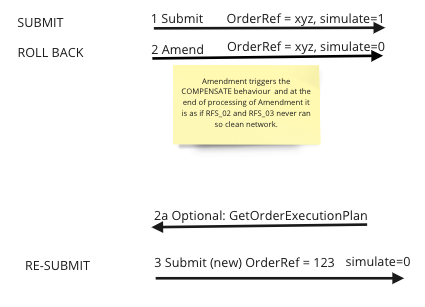 SUBMIT 1 Submit OrderRef = xyz, simulate=1
ROLL BACK 2 Amend OrderRef = xyz, simulate=0
Amendment triggers the
COMPENSATE behaviour and at the
end of processing of Amendment it
is as if RFS_02 and RFS_03 never ran
so clean network.
2a Optional: GetOrderExecutionPlan
RE-SUBMIT 3 Submit (new) OrderRef = 123 simulate=0